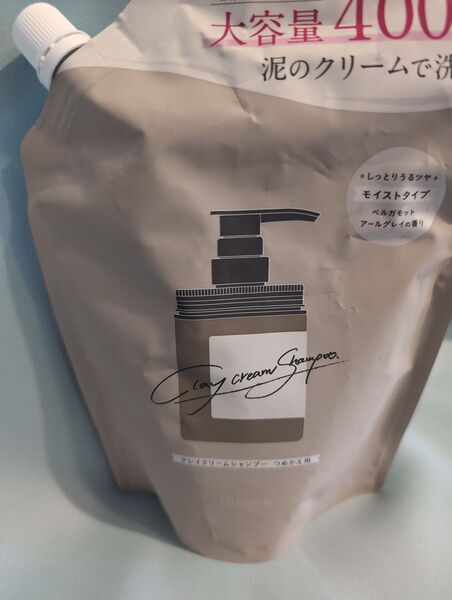 大容量 400
泥のクリームで洗
しっとりうるツヤ
モイストタイプ
ベルガモット
アールグレイの香り
Clay cream Shampoo.
クレイクリームシャンプー つめかえ用